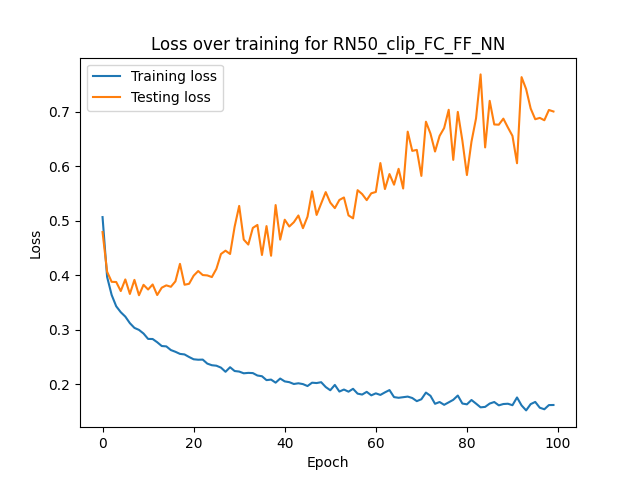 Loss over training for RN50_clip_FC_FF_NN
Training loss
Testing loss
0.7
0.6
0.5
0.4
0.3
0.2
Loss
0 20 40 60 80 100
Epoch